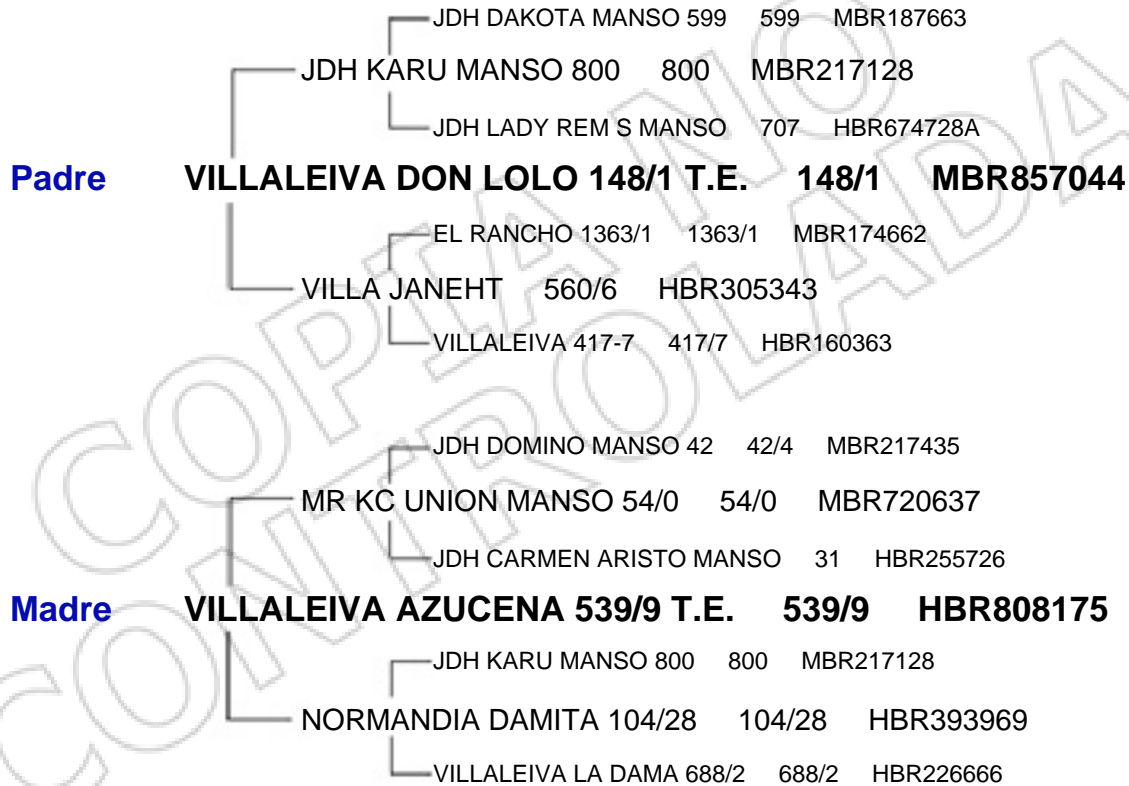 JDH DAKOTA MANSO 599 599 MBR187663
JDH KARU MANSO 800 800 MBR217128
JDH LADY REM S MANSO 707 HBR674728A
Padre VILLALEIVA DON LOLO 148/1 T.E. 148/1 MBR857044
EL RANCHO 1363/1 1363/1 MBR174662
VILLA JANEHT 560/6 HBR305343
VILLALEIVA 417-7 417/7 HBR160363
JDH DOMINO MANSO 42 42/4 MBR217435
MR KC UNION MANSO 54/0 54/0 MBR720637
JDH CARMEN ARISTO MANSO 31 HBR255726
Madre VILLALEIVA AZUCENA 539/9 T.E. 539/9 HBR808175
JDH KARU MANSO 800 800 MBR217128
NORMANDIA DAMITA 104/28 104/28 HBR393969
VILLALEIVA LA DAMA 688/2 688/2 HBR226666
COPIA NO
CONTROLADA
CON